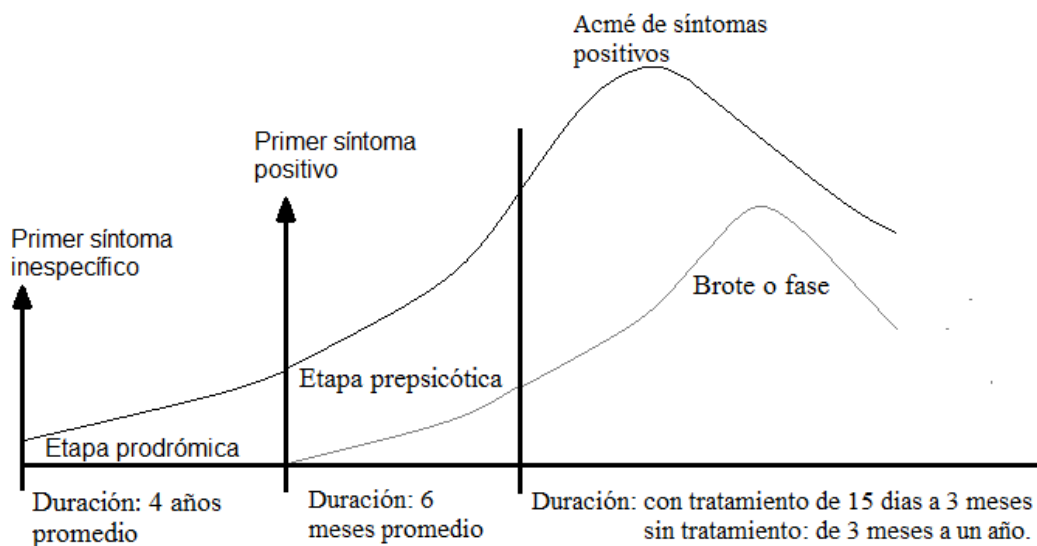 Acmé de síntomas
positivos
Primer síntoma
positivo
Primer síntoma
inespecífico
Brote o fase
Etapa prepsicótica
Etapa prodrómica
Duración: 4 años
promedio
Duración: 6
meses promedio
Duración: con tratamiento de 15 dias a 3 meses
sin tratamiento: de 3 meses a un año.